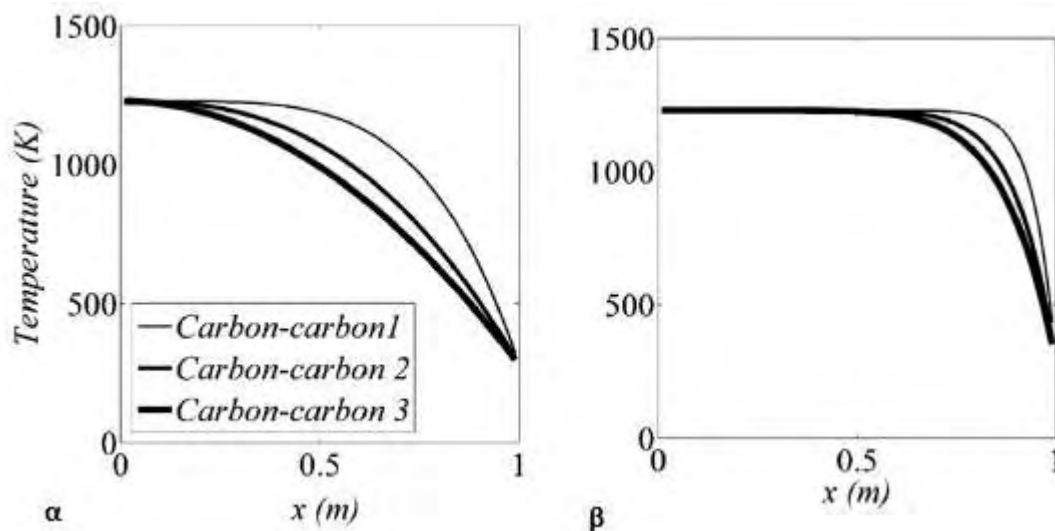 1500
1000
500
0
Temperature (K)
Carbon-carbon1
Carbon-carbon 2
Carbon-carbon 3
0
0.5
1
x (m)
α
1500
1000
500
0
0
0.5
1
x (m)
β